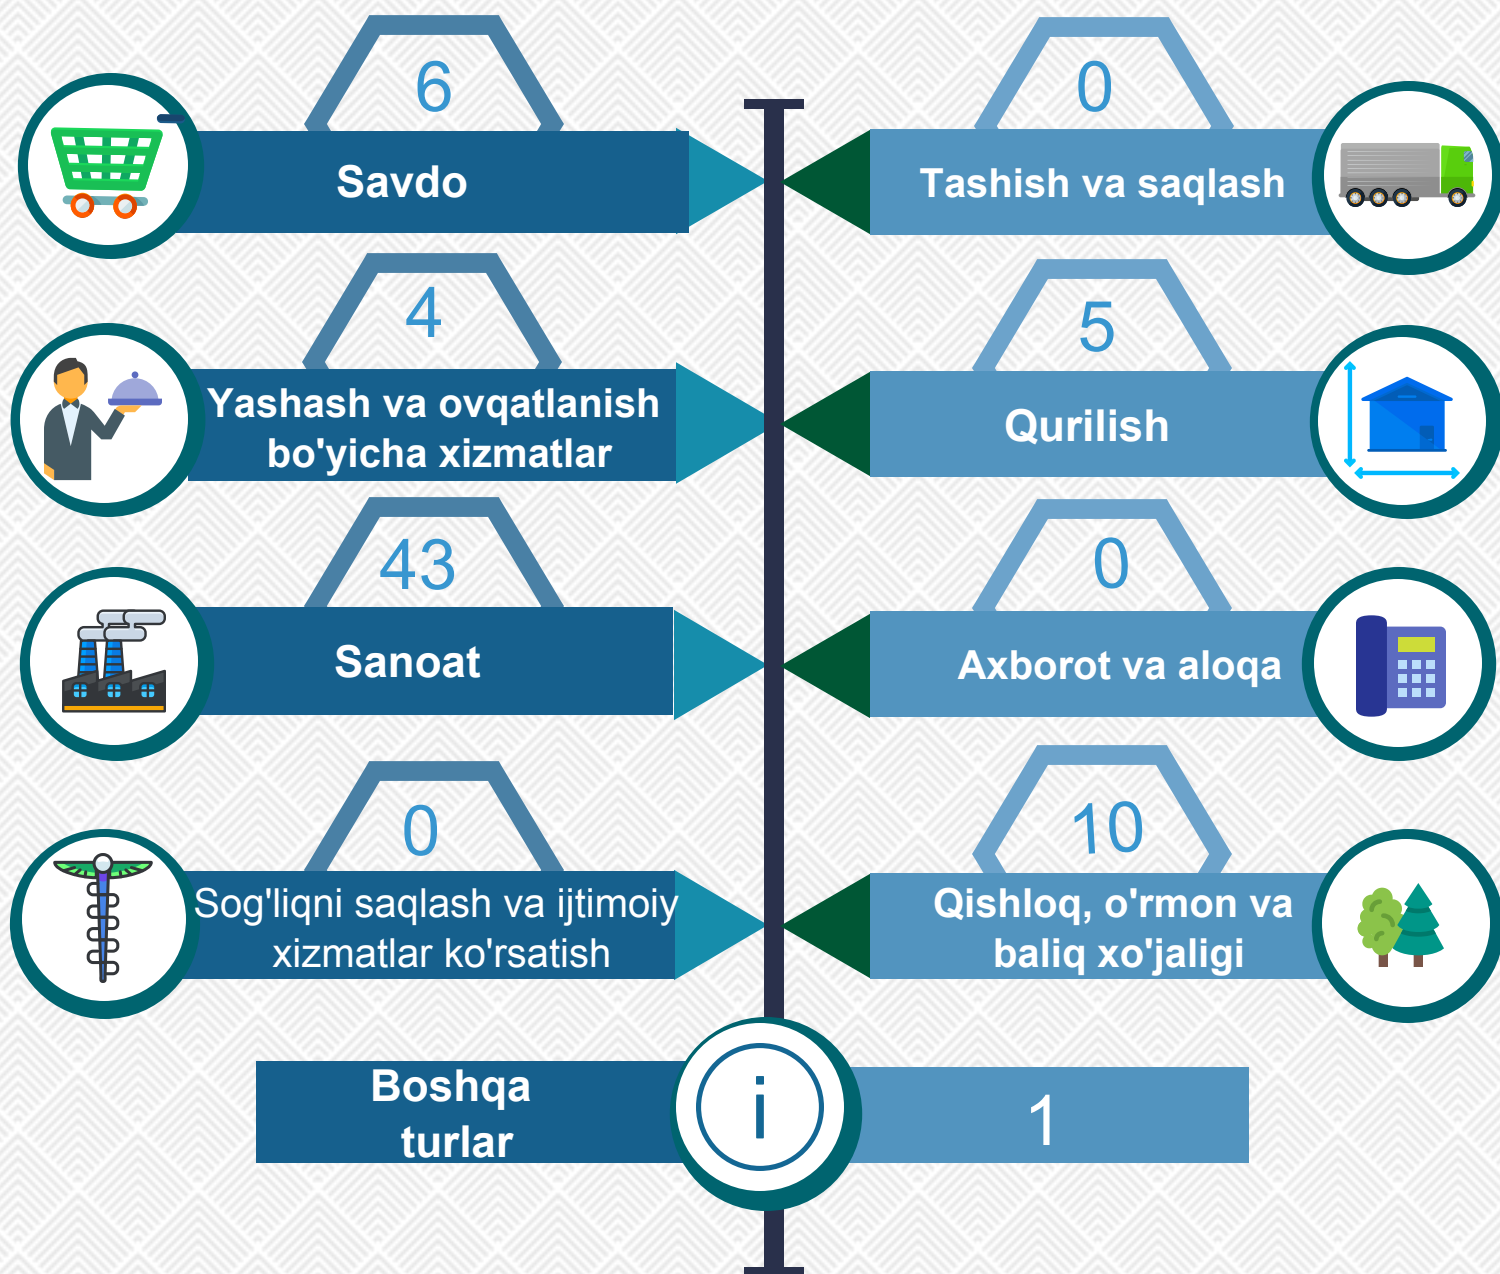 6
Savdo
0
Tashish va saqlash
4
Yashash va ovqatlanish
bo'yicha xizmatlar
5
Qurilish
43
Sanoat
0
Axborot va aloqa
0
Sog'liqni saqlash va ijtimoiy
xizmatlar ko'rsatish
10
Qishloq, o'rmon va
baliq xo'jaligi
Boshqa
turlar
i
1